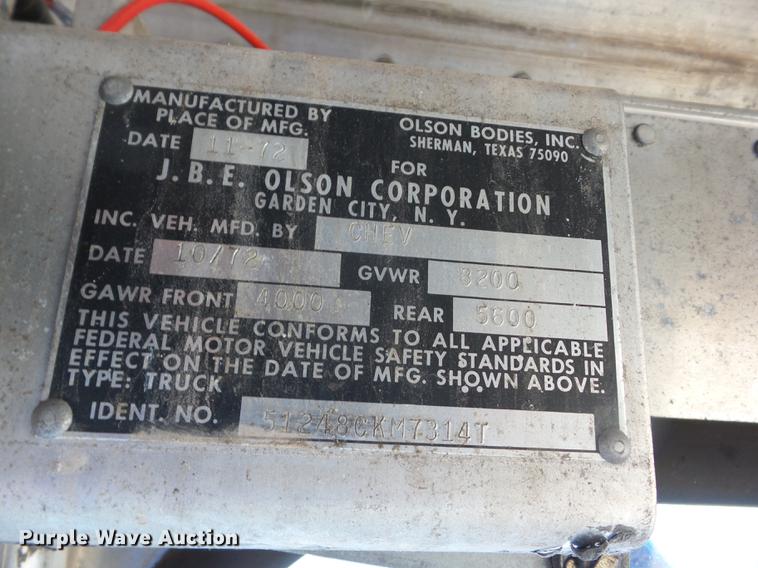 MANUFACTURED BY OLSON BODIES, INC.
PLACE OF MFG. SHERMAN, TEXAS 75090
DATE 11-72
FOR
J.B.E. OLSON CORPORATION
GARDEN CITY, N.Y.
INC. VEH. MFD. BY CHEV
DATE 10/72 GVWR 8200
GAWR FRONT 4000 REAR 5600
THIS VEHICLE CONFORMS TO ALL APPLICABLE
FEDERAL MOTOR VEHICLE SAFETY STANDARDS IN
EFFECT ON THE DATE OF MFG. SHOWN ABOVE.
TYPE: TRUCK
IDENT. NO.
Purple Wave Auction